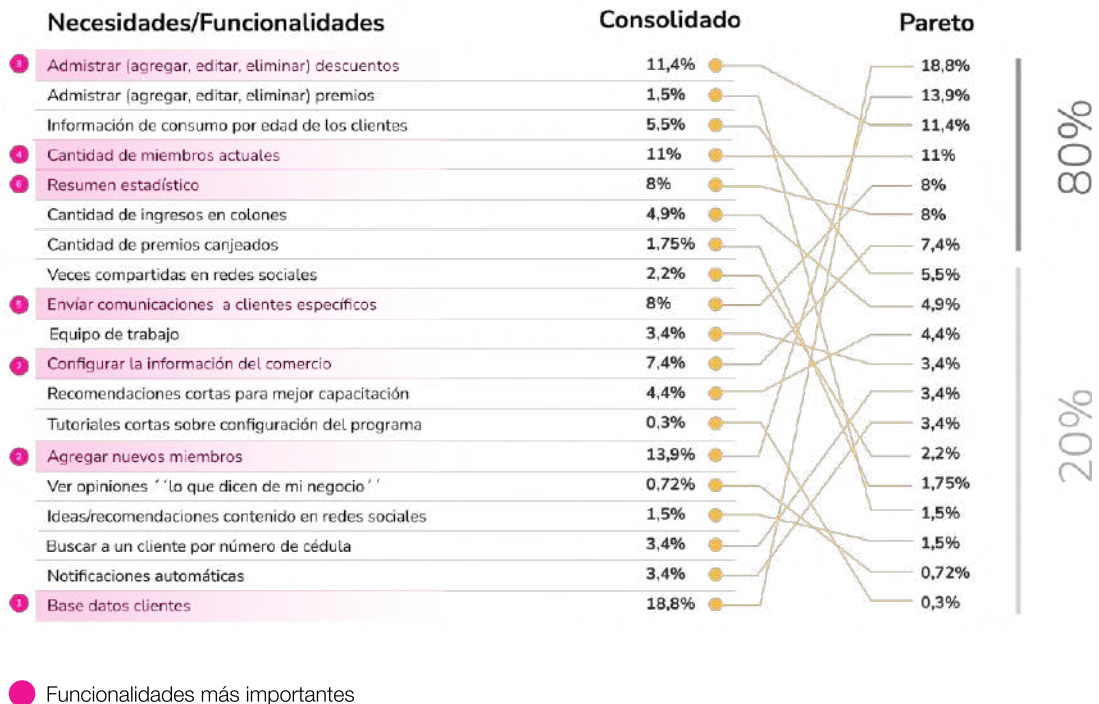 Necesidades/Funcionalidades Consolidado Pareto
3 Admistrar (agregar, editar, eliminar) descuentos 11,4% 18,8%
Admistrar (agregar, editar, eliminar) premios 1,5% 13,9%
Información de consumo por edad de los clientes 5,5% 11,4%
4 Cantidad de miembros actuales 11% 11%
6 Resumen estadístico 8% 8%
Cantidad de ingresos en colones 4,9% 8%
Cantidad de premios canjeados 1,75% 7,4%
Veces compartidas en redes sociales 2,2% 5,5%
5 Envíar comunicaciones a clientes específicos 8% 4,9%
Equipo de trabajo 3,4% 4,4%
7 Configurar la información del comercio 7,4% 3,4%
Recomendaciones cortas para mejor capacitación 4,4% 3,4%
Tutoriales cortas sobre configuración del programa 0,3% 3,4%
2 Agregar nuevos miembros 13,9% 2,2%
Ver opiniones ´´lo que dicen de mi negocio´´ 0,72% 1,75%
Ideas/recomendaciones contenido en redes sociales 1,5% 1,5%
Buscar a un cliente por número de cédula 3,4% 1,5%
Notificaciones automáticas 3,4% 0,72%
1 Base datos clientes 18,8% 0,3%
80%
20%
Funcionalidades más importantes